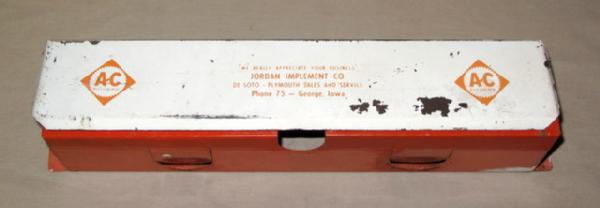 A-C
"WE REALLY APPRECIATE YOUR BUSINESS"
JORDAN IMPLEMENT CO
DE SOTO - PLYMOUTH SALES AND SERVICE
Phone 75 — George, Iowa
A-C